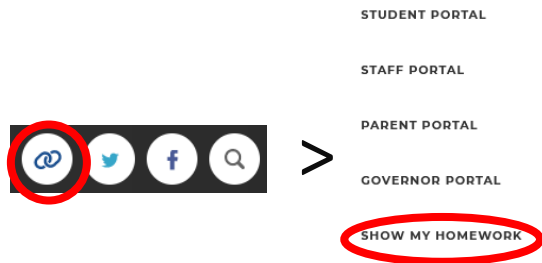 STUDENT PORTAL
STAFF PORTAL
PARENT PORTAL
>
GOVERNOR PORTAL
SHOW MY HOMEWORK